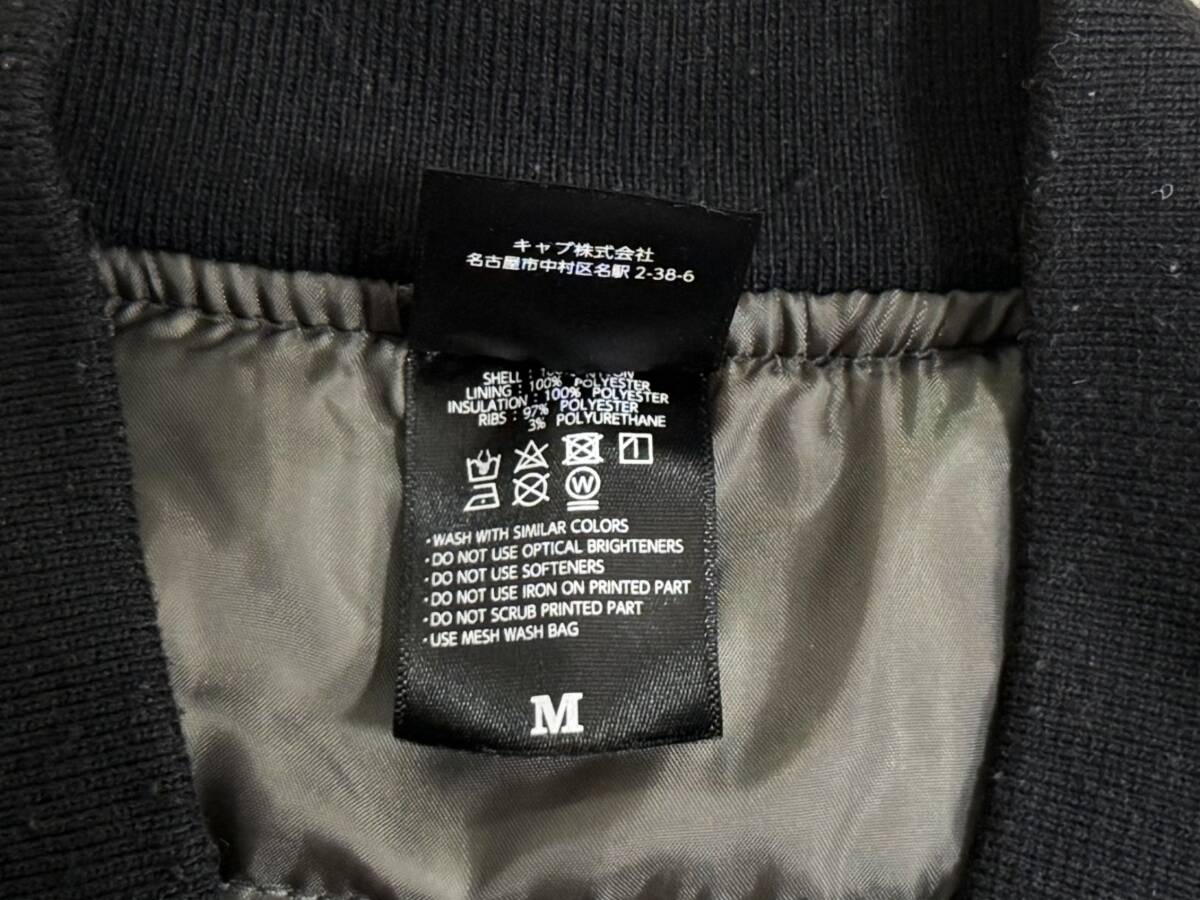 キャブ株式会社
名古屋市中村区名駅 2-38-6
SHELL : 100%
LINING : 100% POLYESTER
INSULATION : 100% POLYESTER
RIBS : 97% POLYESTER
3% POLYURETHANE
W
・WASH WITH SIMILAR COLORS
・DO NOT USE OPTICAL BRIGHTENERS
・DO NOT USE SOFTENERS
・DO NOT USE IRON ON PRINTED PART
・DO NOT SCRUB PRINTED PART
・USE MESH WASH BAG
M